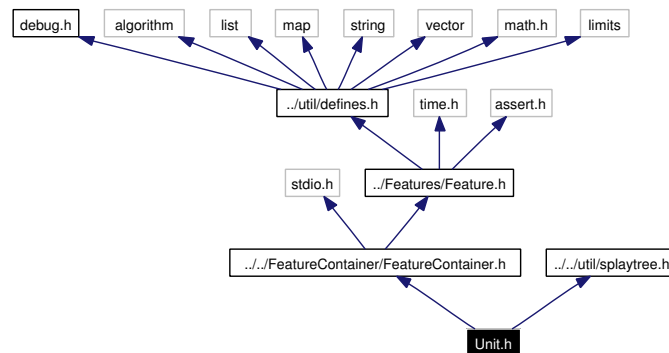 debug.h
algorithm
list
map
string
vector
math.h
limits
../util/defines.h
time.h
assert.h
stdio.h
../Features/Feature.h
../../FeatureContainer/FeatureContainer.h
../../util/splaytree.h
Unit.h